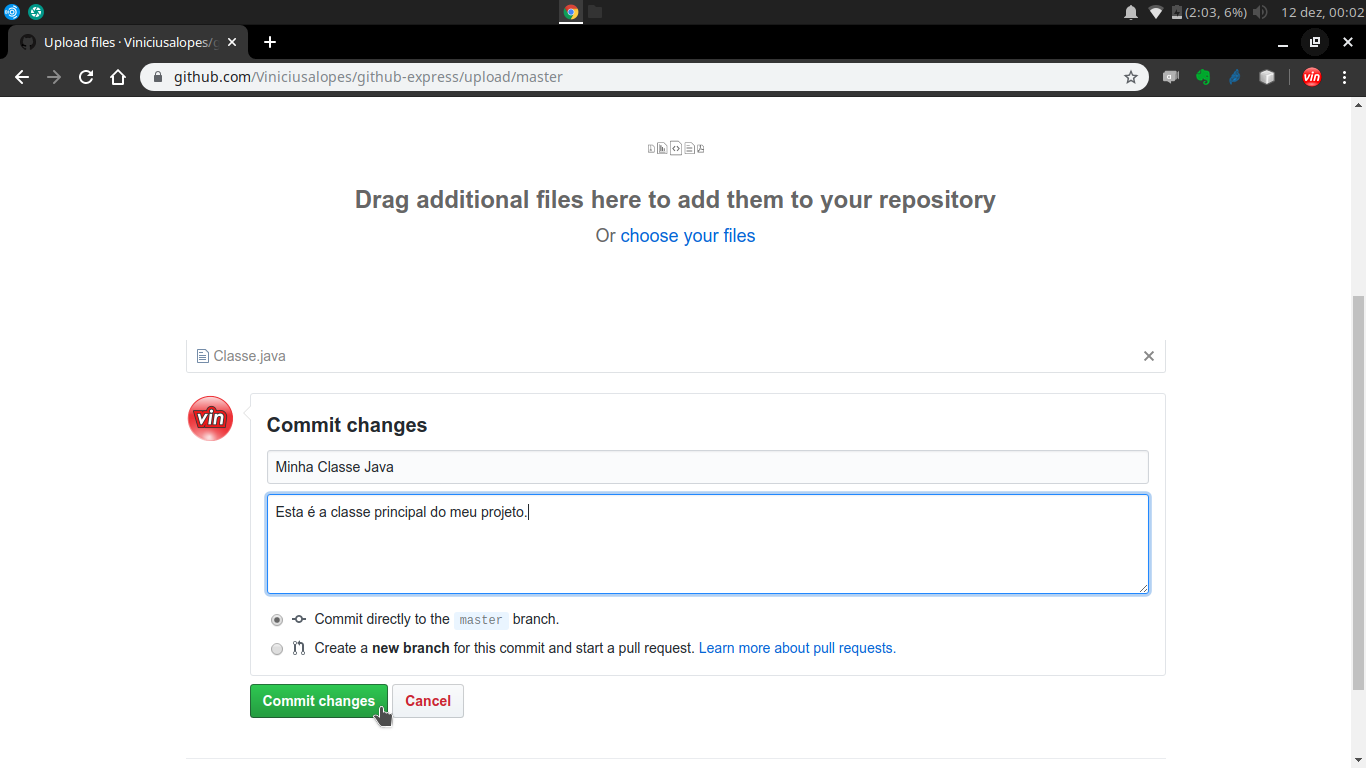 (2:03, 6%) 12 dez, 00:02
Upload files · Viniciusalopes/g
github.com/Viniciusalopes/github-express/upload/master
vin
Drag additional files here to add them to your repository
Or choose your files
Classe.java
vin
Commit changes
Minha Classe Java
Esta é a classe principal do meu projeto.
Commit directly to the master branch.
Create a new branch for this commit and start a pull request. Learn more about pull requests.
Commit changes Cancel